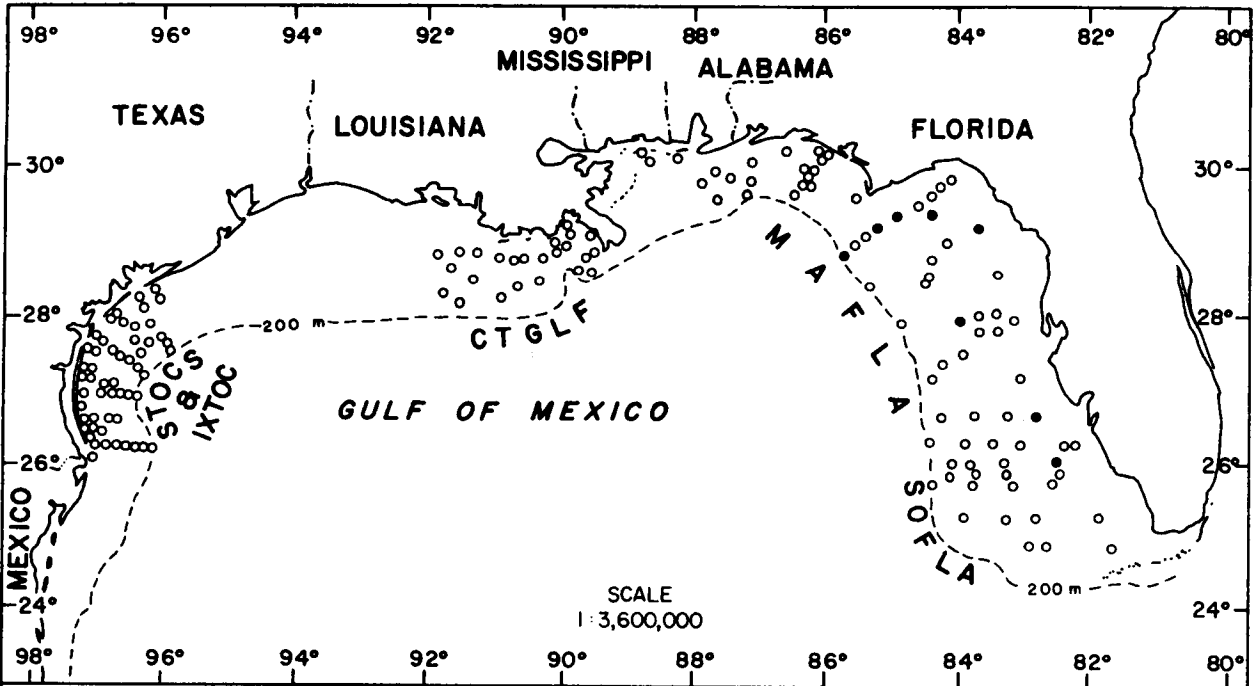 98° 96° 94° 92° 90° 88° 86° 84° 82° 80°
MISSISSIPPI ALABAMA
TEXAS LOUISIANA FLORIDA
30° 30°
MAFLA
28° 28°
200 m
CTGLF
STOCS
&
IXTOC
GULF OF MEXICO
26° 26°
SOFLA
MEXICO
SCALE
1:3,600,000
200 m
24° 24°
98° 96° 94° 92° 90° 88° 86° 84° 82° 80°